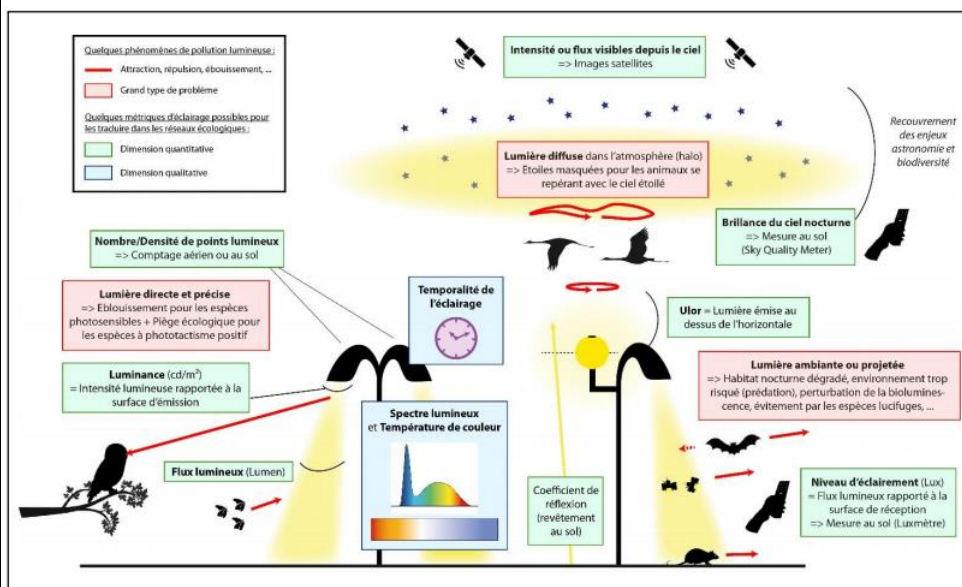 Quelques phénomènes de pollution lumineuse :
Attraction, répulsion, ébouissement, ...
Grand type de problème
Quelques métriques d'éclairage possibles pour
les traduire dans les réseaux écologiques :
Dimension quantitative
Dimension qualitative
Intensité ou flux visibles depuis le ciel
=> Images satellites
Recouvrement
des enjeux
astronomie et
biodiversité
Lumière diffuse dans l'atmosphère (halo)
=> Etoiles masquées pour les animaux se
repérant avec le ciel étoilé
Brillance du ciel nocturne
=> Mesure au sol
(Sky Quality Meter)
Nombre/Densité de points lumineux
=> Comptage aérien ou au sol
Lumière directe et précise
=> Eblouissement pour les espèces
photosensibles + Piège écologique pour
les espèces à phototactisme positif
Temporalité de
l'éclairage
Ulor = Lumière émise au
dessus de l'horizontale
Luminance (cd/m²)
= Intensité lumineuse rapportée à la
surface d'émission
Lumière ambiante ou projetée
=> Habitat nocturne dégradé, environnement trop
risqué (prédation), perturbation de la biolumines-
cence, évitement par les espèces lucifuges, ...
Spectre lumineux
et Température de couleur
Flux lumineux (Lumen)
Coefficient de
réflexion
(revêtement
au sol)
Niveau d'éclairement (Lux)
= Flux lumineux rapporté à la
surface de réception
=> Mesure au sol (Luxmètre)